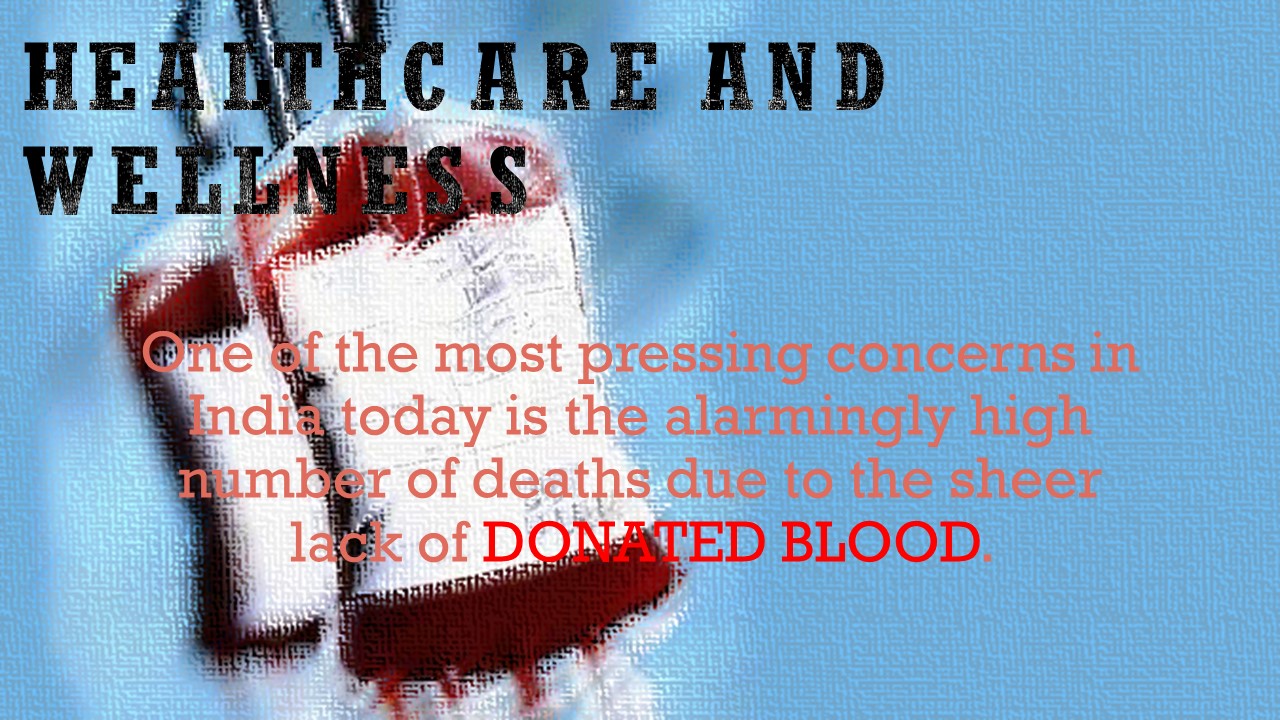 HEALTHCARE AND
WELLNESS
One of the most pressing concerns in
India today is the alarmingly high
number of deaths due to the sheer
lack of DONATED BLOOD.